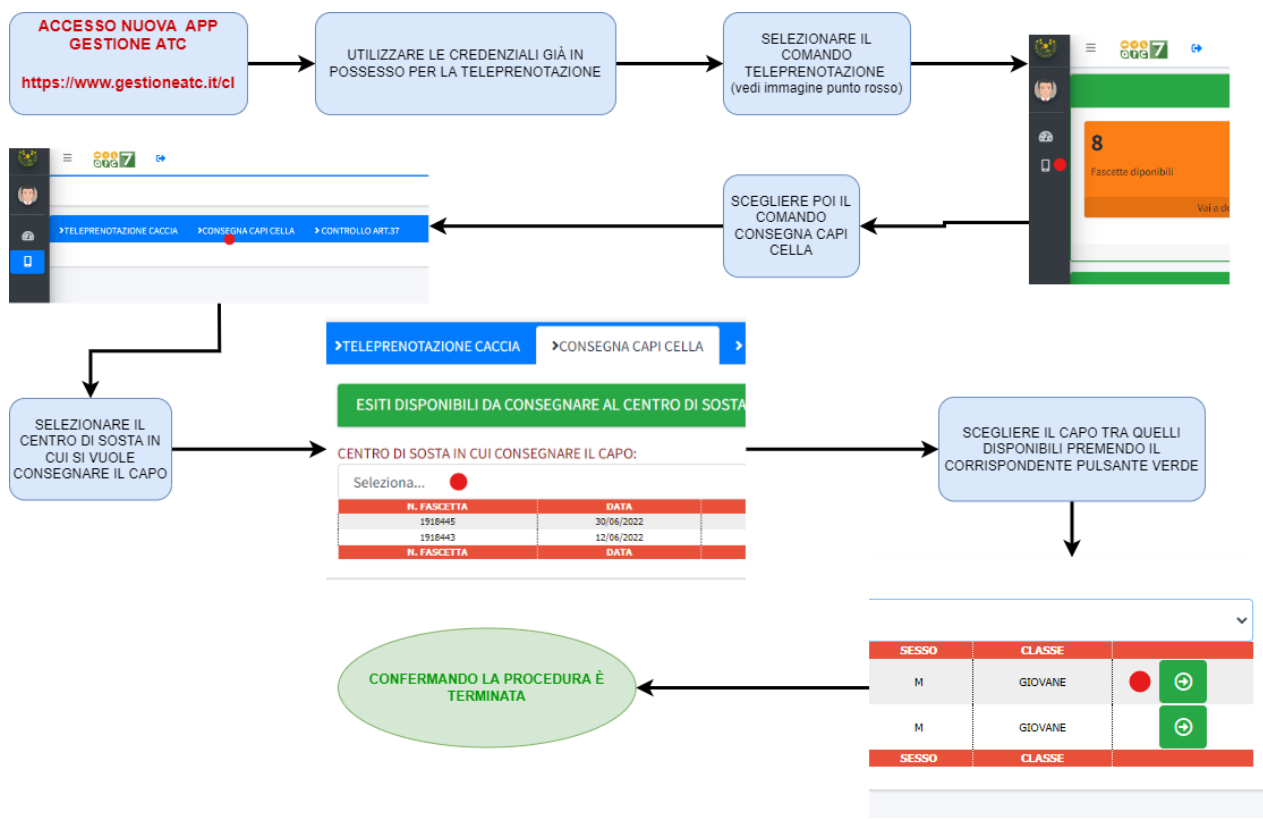 ACCESSO NUOVA APP
GESTIONE ATC
https://www.gestioneatc.it/cl
UTILIZZARE LE CREDENZIALI GIÀ IN
POSSESSO PER LA TELEPRENOTAZIONE
SELEZIONARE IL
COMANDO
TELEPRENOTAZIONE
(vedi immagine punto rosso)
atc 7
8
Fascette diponibili
Vai a de
SCEGLIERE POI IL
COMANDO
CONSEGNA CAPI
CELLA
atc 7
>TELEPRENOTAZIONE CACCIA >CONSEGNA CAPI CELLA > CONTROLLO ART.37
SELEZIONARE IL
CENTRO DI SOSTA IN
CUI SI VUOLE
CONSEGNARE IL CAPO
>TELEPRENOTAZIONE CACCIA >CONSEGNA CAPI CELLA >
ESITI DISPONIBILI DA CONSEGNARE AL CENTRO DI SOSTA
CENTRO DI SOSTA IN CUI CONSEGNARE IL CAPO:
Seleziona...
N. FASCETTA DATA
1918445 30/06/2022
1918443 12/06/2022
N. FASCETTA DATA
SCEGLIERE IL CAPO TRA QUELLI
DISPONIBILI PREMENDO IL
CORRISPONDENTE PULSANTE VERDE
SESSO CLASSE
M GIOVANE
M GIOVANE
SESSO CLASSE
CONFERMANDO LA PROCEDURA È
TERMINATA